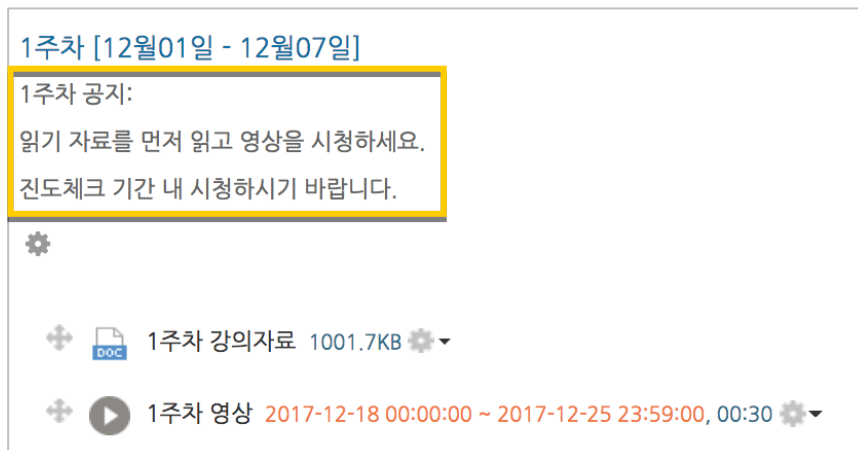 1주차 [12월01일 - 12월07일]
1주차 공지:
읽기 자료를 먼저 읽고 영상을 시청하세요.
진도체크 기간 내 시청하시기 바랍니다.
DOC 1주차 강의자료 1001.7KB
1주차 영상 2017-12-18 00:00:00 ~ 2017-12-25 23:59:00, 00:30